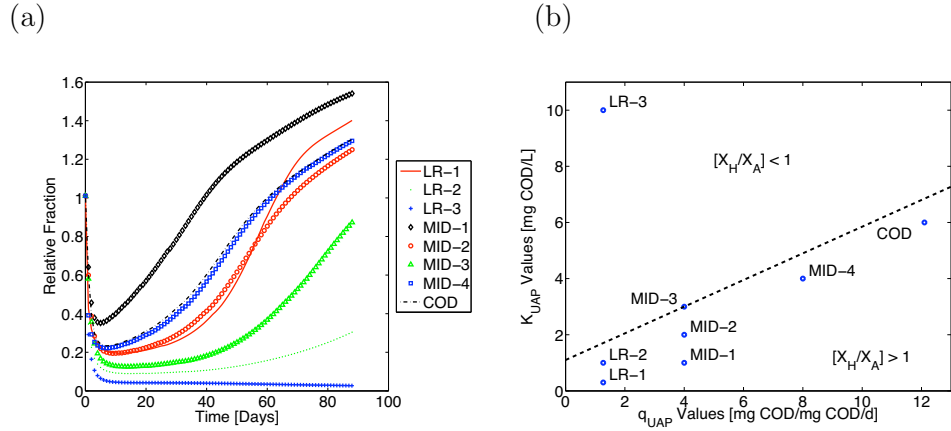 (a)
Relative Fraction
1.6
1.4
1.2
1
0.8
0.6
0.4
0.2
0
0 20 40 60 80 100
Time [Days]
LR−1
LR−2
LR−3
MID−1
MID−2
MID−3
MID−4
COD
(b)
K_UAP Values [mg COD/L]
10
8
6
4
2
0
0 2 4 6 8 10 12
q_UAP Values [mg COD/mg COD/d]
LR−3
[X_H/X_A] < 1
COD
MID−4
MID−3
MID−2
LR−2
MID−1
[X_H/X_A] > 1
LR−1